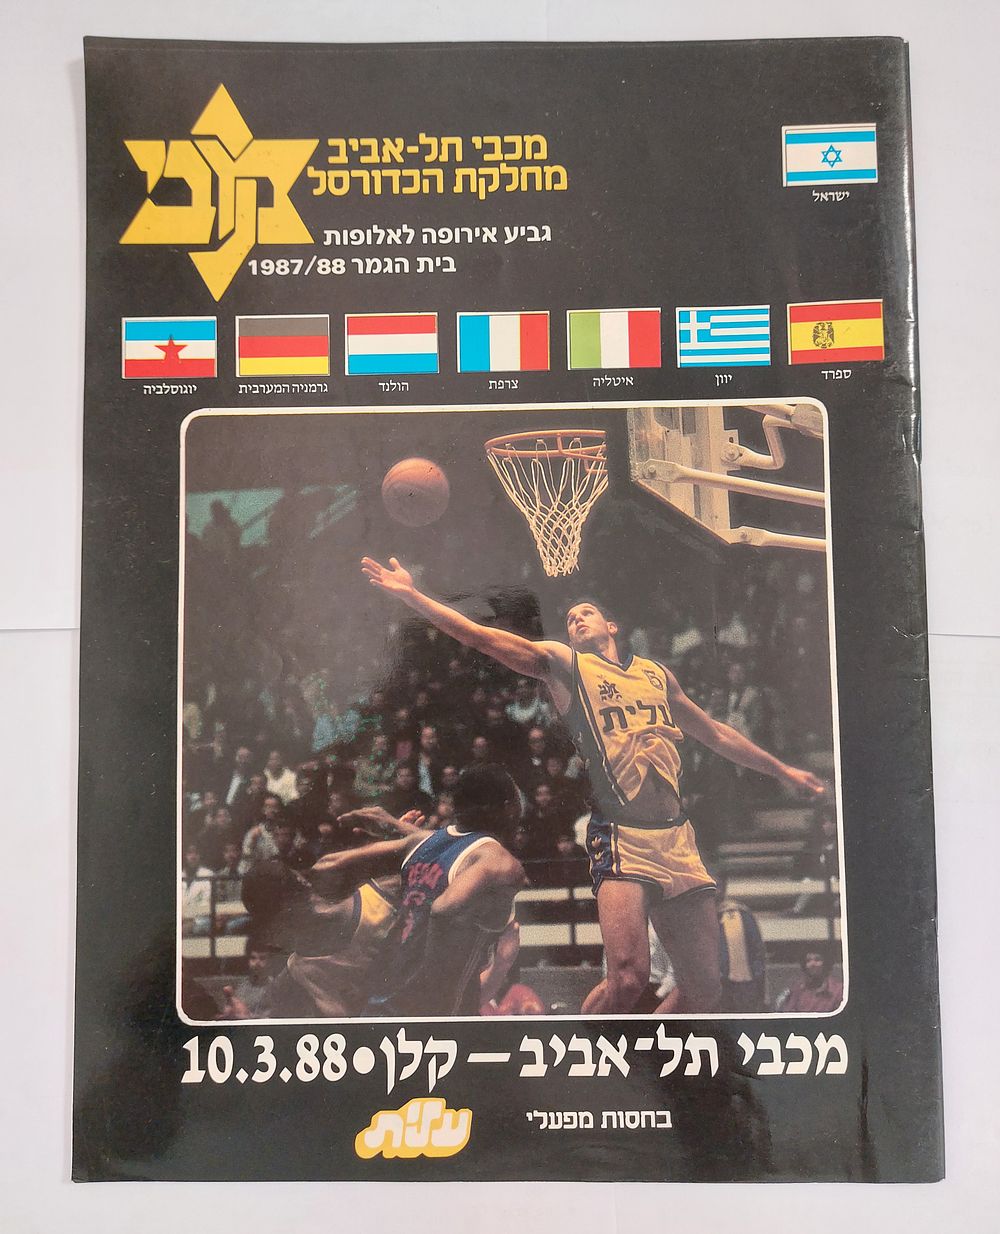 מכבי
מכבי תל-אביב
מחלקת הכדורסל
גביע אירופה לאלופות
בית הגמר 1987/88
ישראל
ספרד
יוון
איטליה
צרפת
הולנד
גרמניה המערבית
יוגוסלביה
עלית
מכבי תל-אביב – קלן • 10.3.88
בחסות מפעלי
עלית